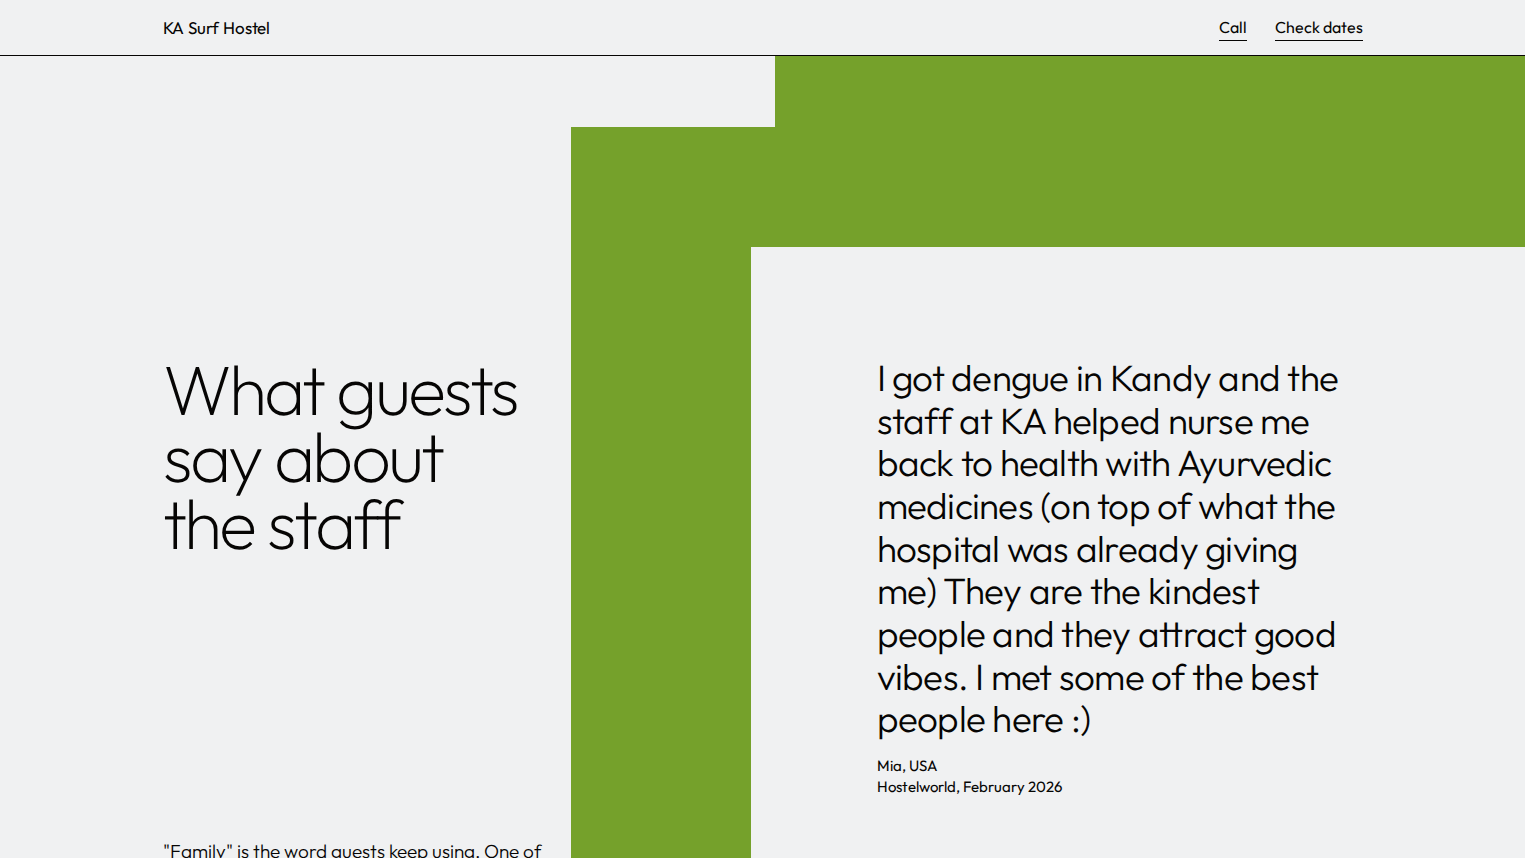 KA Surf Hostel
Call
Check dates
What guests
say about
the staff
I got dengue in Kandy and the
staff at KA helped nurse me
back to health with Ayurvedic
medicines (on top of what the
hospital was already giving
me) They are the kindest
people and they attract good
vibes. I met some of the best
people here :)
Mia, USA
Hostelworld, February 2026
"Family" is the word guests keep using. One of